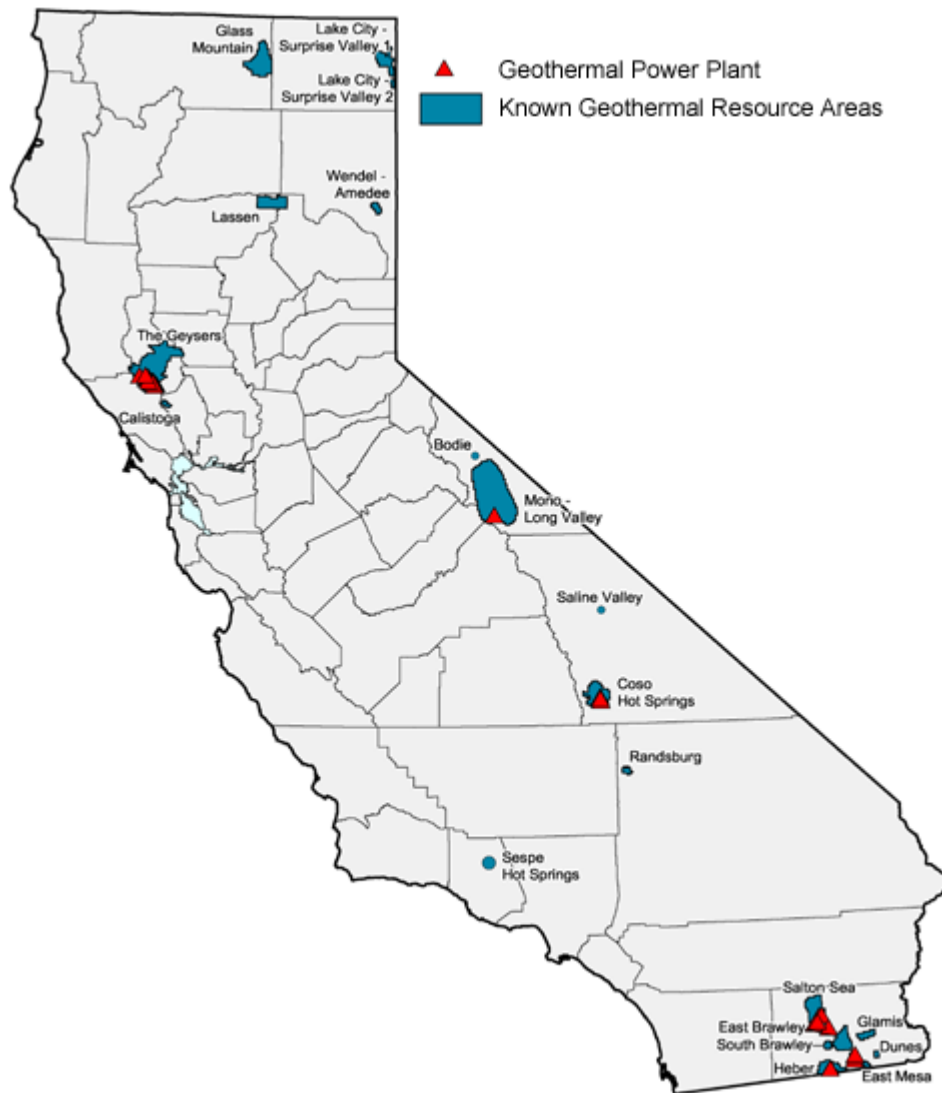 Glass
Mountain
Lake City -
Surprise Valley 1
Lake City -
Surprise Valley 2
Geothermal Power Plant
Known Geothermal Resource Areas
Wendel -
Amedee
Lassen
The Geysers
Calistoga
Bodie
Mono -
Long Valley
Saline Valley
Coso
Hot Springs
Randsburg
Sespe
Hot Springs
Salton Sea
East Brawley
Glamis
South Brawley
Dunes
Heber
East Mesa